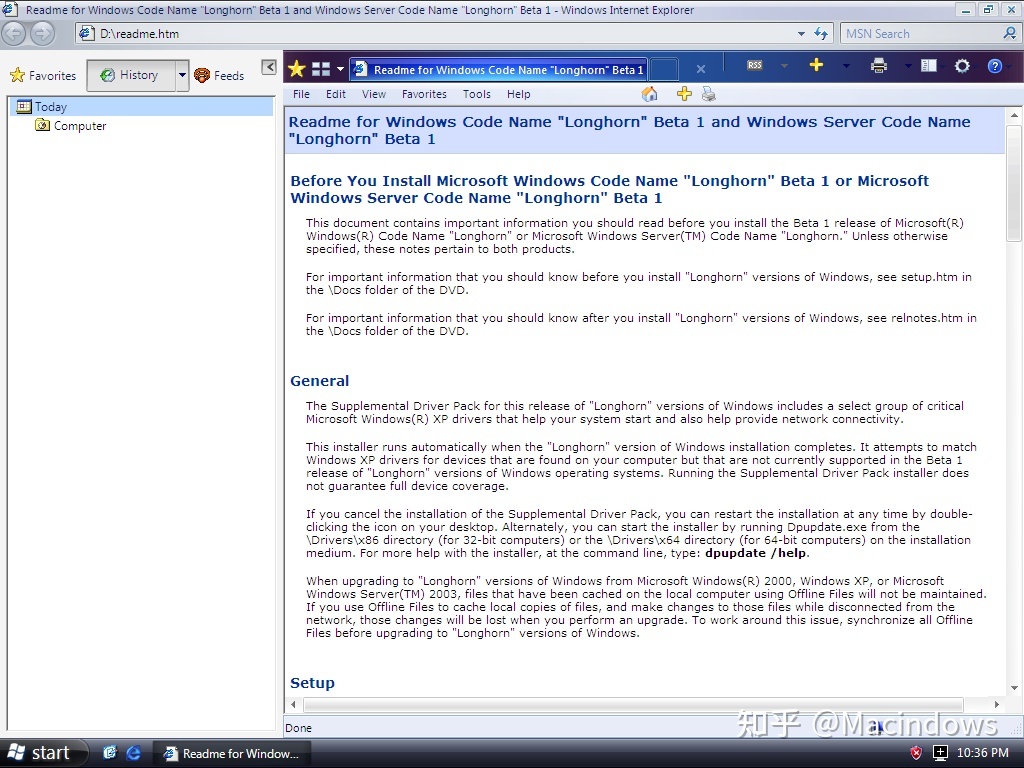 Readme for Windows Code Name "Longhorn" Beta 1 and Windows Server Code Name "Longhorn" Beta 1 - Windows Internet Explorer
D:\readme.htm
MSN Search
Favorites
History
Feeds
Readme for Windows Code Name "Longhorn" Beta 1
RSS
File Edit View Favorites Tools Help
Today
Computer
Readme for Windows Code Name "Longhorn" Beta 1 and Windows Server Code Name
"Longhorn" Beta 1
Before You Install Microsoft Windows Code Name "Longhorn" Beta 1 or Microsoft
Windows Server Code Name "Longhorn" Beta 1
This document contains important information you should read before you install the Beta 1 release of Microsoft(R)
Windows(R) Code Name "Longhorn" or Microsoft Windows Server(TM) Code Name "Longhorn." Unless otherwise
specified, these notes pertain to both products.
For important information that you should know before you install "Longhorn" versions of Windows, see setup.htm in
the \Docs folder of the DVD.
For important information that you should know after you install "Longhorn" versions of Windows, see relnotes.htm in
the \Docs folder of the DVD.
General
The Supplemental Driver Pack for this release of "Longhorn" versions of Windows includes a select group of critical
Microsoft Windows(R) XP drivers that help your system start and also help provide network connectivity.
This installer runs automatically when the "Longhorn" version of Windows installation completes. It attempts to match
Windows XP drivers for devices that are found on your computer but that are not currently supported in the Beta 1
release of "Longhorn" versions of Windows operating systems. Running the Supplemental Driver Pack installer does
not guarantee full device coverage.
If you cancel the installation of the Supplemental Driver Pack, you can restart the installation at any time by double-
clicking the icon on your desktop. Alternately, you can start the installer by running Dpupdate.exe from the
\Drivers\x86 directory (for 32-bit computers) or the \Drivers\x64 directory (for 64-bit computers) on the installation
medium. For more help with the installer, at the command line, type: dpupdate /help.
When upgrading to "Longhorn" versions of Windows from Microsoft Windows(R) 2000, Windows XP, or Microsoft
Windows Server(TM) 2003, files that have been cached on the local computer using Offline Files will not be maintained.
If you use Offline Files to cache local copies of files, and make changes to those files while disconnected from the
network, those changes will be lost when you perform an upgrade. To work around this issue, synchronize all Offline
Files before upgrading to "Longhorn" versions of Windows.
Setup
Done
知乎 @Macindows
start
Readme for Window...
10:36 PM